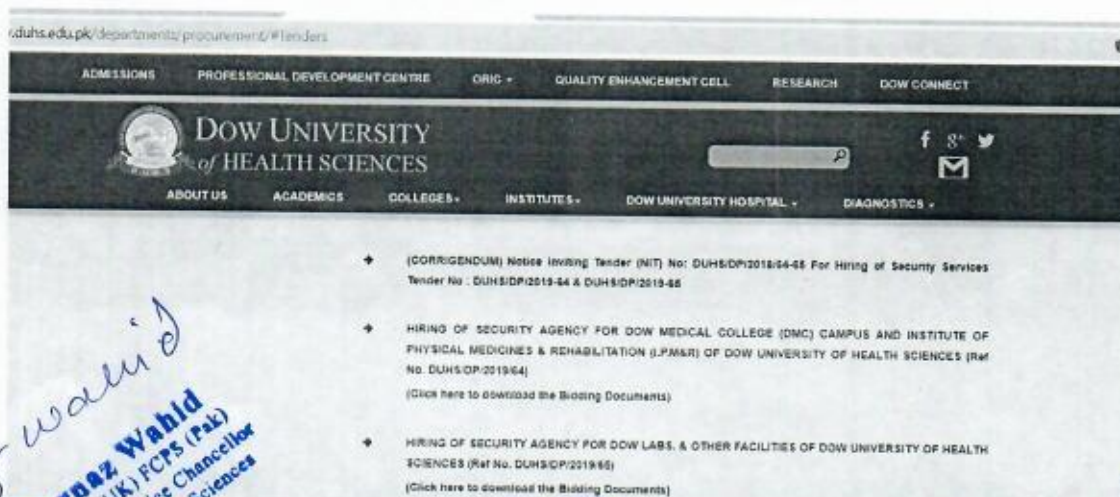 .duhs.edu.pk/departments/procurement/#tenders
ADMISSIONS PROFESSIONAL DEVELOPMENT CENTRE ORIC QUALITY ENHANCEMENT CELL RESEARCH DOW CONNECT
DOW UNIVERSITY
of HEALTH SCIENCES
ABOUT US ACADEMICS COLLEGES INSTITUTES DOW UNIVERSITY HOSPITAL DIAGNOSTICS
(CORRIGENDUM) Notice Inviting Tender (NIT) No: DUHS/DP/2018/64-65 For Hiring of Security Services
Tender No : DUHS/DP/2019-64 & DUHS/DP/2019-65
HIRING OF SECURITY AGENCY FOR DOW MEDICAL COLLEGE (DMC) CAMPUS AND INSTITUTE OF
PHYSICAL MEDICINES & REHABILITATION (I.PM&R) OF DOW UNIVERSITY OF HEALTH SCIENCES (Ref
No. DUHS/DP/2019/64)
(Click here to download the Bidding Documents)
HIRING OF SECURITY AGENCY FOR DOW LABS. & OTHER FACILITIES OF DOW UNIVERSITY OF HEALTH
SCIENCES (Ref No. DUHS/DP/2019/65)
(Click here to download the Bidding Documents)
Wahid
Wahid
FCPS (Pak)
Chancellor
Sciences